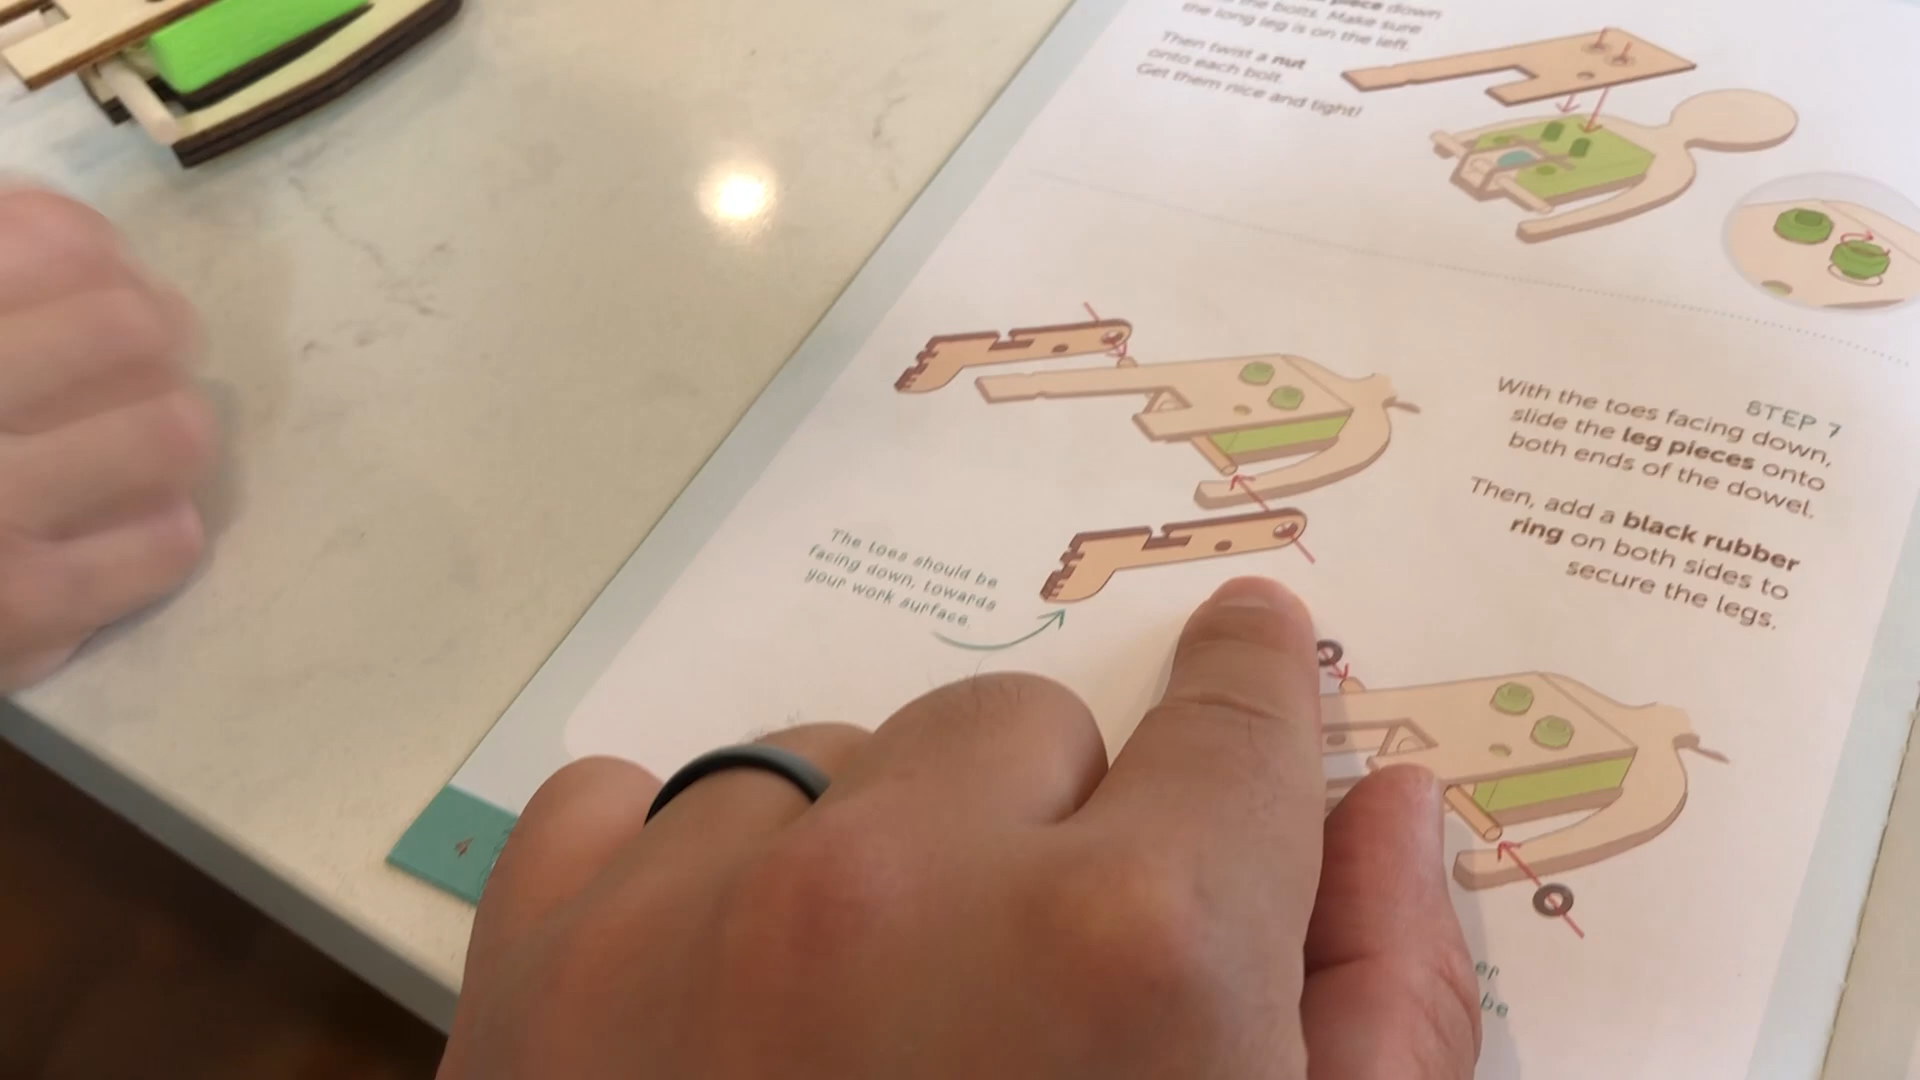 piece down
the bolts. Make sure
the long leg is on the left.
Then twist a nut
onto each bolt.
Get them nice and tight!
STEP 7
With the toes facing down,
slide the leg pieces onto
both ends of the dowel.
Then, add a black rubber
ring on both sides to
secure the legs.
The toes should be
facing down, towards
your work surface.
er
be
4